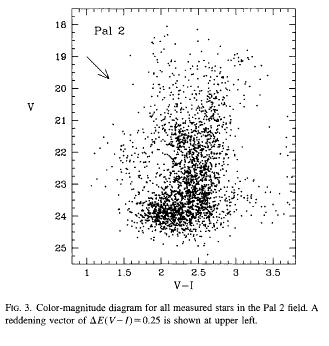 18
Pal 2
19
20
V
21
22
23
24
25
1 1.5 2 2.5 3 3.5
V−I
FIG. 3. Color-magnitude diagram for all measured stars in the Pal 2 field. A
reddening vector of ΔE(V−I)=0.25 is shown at upper left.